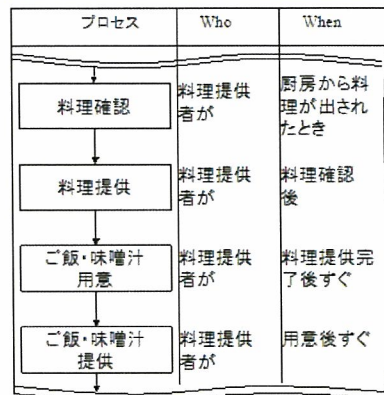 プロセス Who When
料理確認
料理提供
者が
厨房から料
理が出され
たとき
料理提供
料理提供
者が
料理確認
後
ご飯・味噌汁
用意
料理提供
者が
料理提供完
了後すぐ
ご飯・味噌汁
提供
料理提供
者が
用意後すぐ